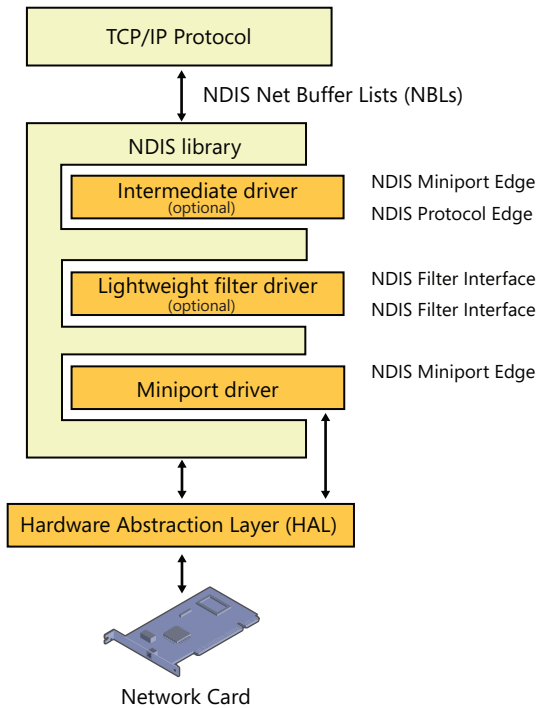 TCP/IP Protocol
NDIS Net Buffer Lists (NBLs)
NDIS library
Intermediate driver
(optional)
NDIS Miniport Edge
NDIS Protocol Edge
Lightweight filter driver
(optional)
NDIS Filter Interface
NDIS Filter Interface
Miniport driver
NDIS Miniport Edge
Hardware Abstraction Layer (HAL)
Network Card